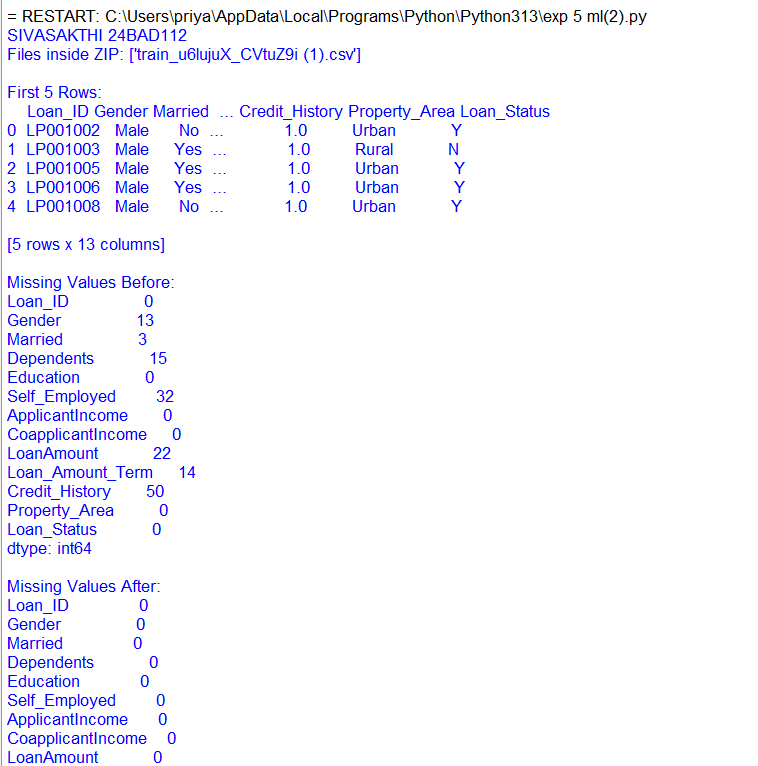 = RESTART: C:\Users\priya\AppData\Local\Programs\Python\Python313\exp 5 ml(2).py
SIVASAKTHI 24BAD112
Files inside ZIP: ['train_u6lujuX_CVtuZ9i (1).csv']
First 5 Rows:
Loan_ID Gender Married ... Credit_History Property_Area Loan_Status
0 LP001002 Male No ... 1.0 Urban Y
1 LP001003 Male Yes ... 1.0 Rural N
2 LP001005 Male Yes ... 1.0 Urban Y
3 LP001006 Male Yes ... 1.0 Urban Y
4 LP001008 Male No ... 1.0 Urban Y
[5 rows x 13 columns]
Missing Values Before:
Loan_ID 0
Gender 13
Married 3
Dependents 15
Education 0
Self_Employed 32
ApplicantIncome 0
CoapplicantIncome 0
LoanAmount 22
Loan_Amount_Term 14
Credit_History 50
Property_Area 0
Loan_Status 0
dtype: int64
Missing Values After:
Loan_ID 0
Gender 0
Married 0
Dependents 0
Education 0
Self_Employed 0
ApplicantIncome 0
CoapplicantIncome 0
LoanAmount 0